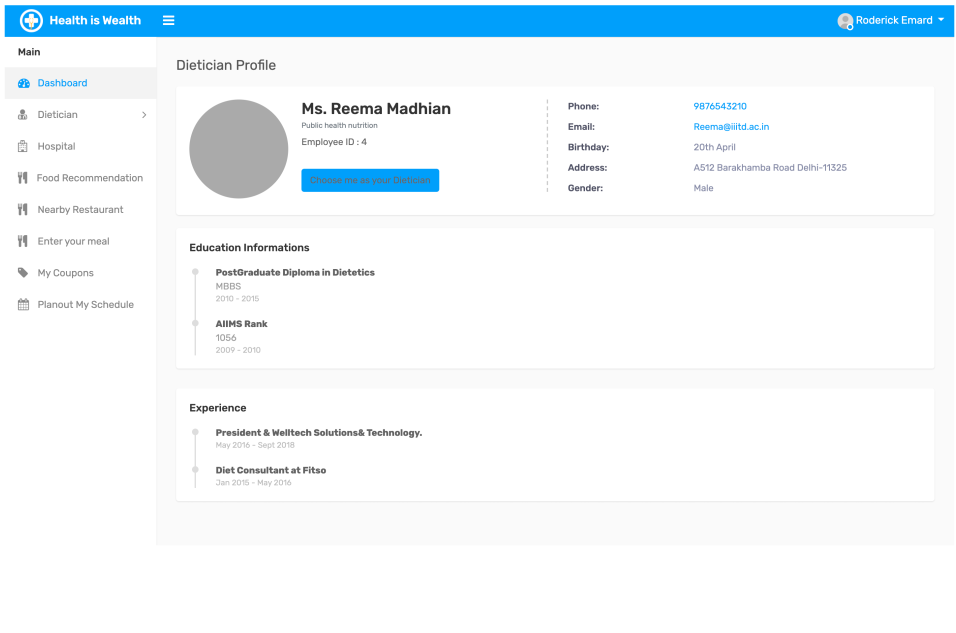 Health is Wealth
Roderick Emard
Main
Dashboard
Dietician
Hospital
Food Recommendation
Nearby Restaurant
Enter your meal
My Coupons
Planout My Schedule
Dietician Profile
Ms. Reema Madhian
Public health nutrition
Employee ID : 4
Choose me as your Dietician
Phone: 9876543210
Email: Reema@iiitd.ac.in
Birthday: 20th April
Address: A512 Barakhamba Road Delhi-11325
Gender: Male
Education Informations
PostGraduate Diploma in Dietetics
MBBS
2010 - 2015
AIIMS Rank
1056
2009 - 2010
Experience
President & Welltech Solutions& Technology.
May 2016 - Sept 2018
Diet Consultant at Fitso
Jan 2015 - May 2016